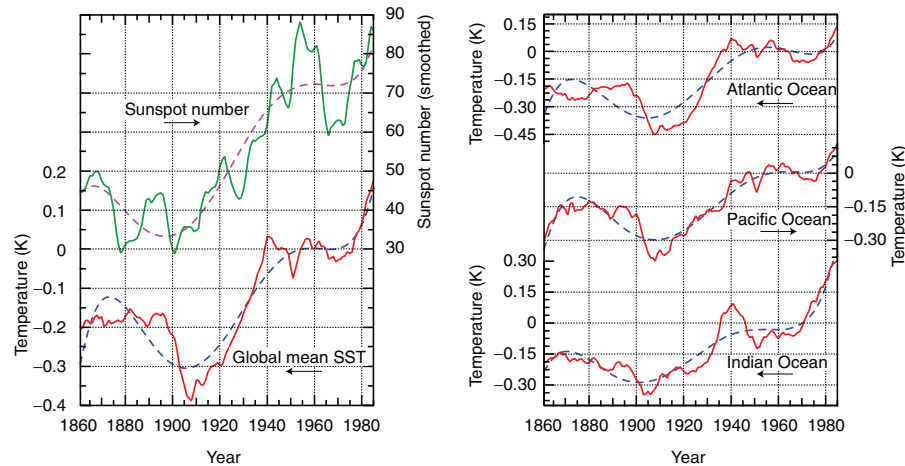 90
80
70
60
50
40
30
Sunspot number (smoothed)
Sunspot number
0.2
0.1
0
−0.1
−0.2
−0.3
−0.4
Temperature (K)
Global mean SST
1860 1880 1900 1920 1940 1960 1980
Year
0.15
0
−0.15
−0.30
−0.45
Temperature (K)
Atlantic Ocean
0
−0.15
−0.30
Temperature (K)
Pacific Ocean
0.30
0.15
0
−0.15
−0.30
Temperature (K)
Indian Ocean
1860 1880 1900 1920 1940 1960 1980
Year